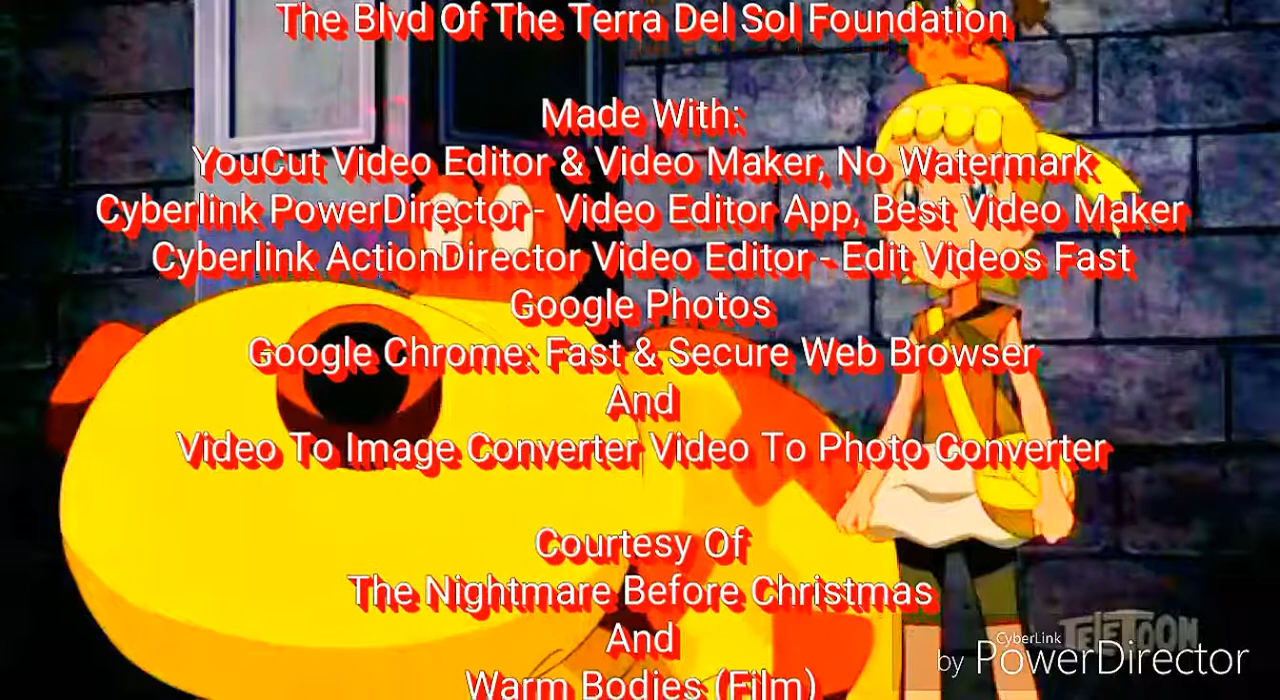 The Blvd Of The Terra Del Sol Foundation
Made With:
YouCut Video Editor & Video Maker, No Watermark
Cyberlink PowerDirector - Video Editor App, Best Video Maker
Cyberlink ActionDirector Video Editor - Edit Videos Fast
Google Photos
Google Chrome: Fast & Secure Web Browser
And
Video To Image Converter Video To Photo Converter
Courtesy Of
The Nightmare Before Christmas
And
Warm Bodies (Film)
TELETOON
CyberLink
by PowerDirector